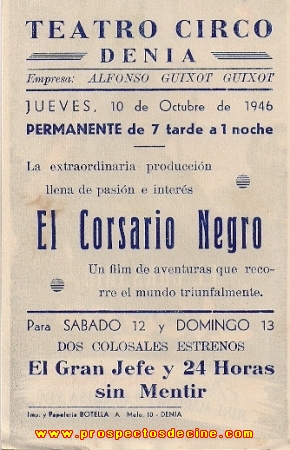 TEATRO CIRCO
DENIA
Empresa: ALFONSO GUIXOT GUIXOT
JUEVES, 10 de Octubre de 1946
PERMANENTE de 7 tarde a 1 noche
La extraordinaria producción
llena de pasión e interés
El Corsario Negro
Un film de aventuras que reco-
rre el mundo triunfalmente.
Para SABADO 12 y DOMINGO 13
DOS COLOSALES ESTRENOS
El Gran Jefe y 24 Horas
sin Mentir
Imp. y Papelería BOTELLA A. Melo, 10 - DENIA
www.prospectosdecine.com